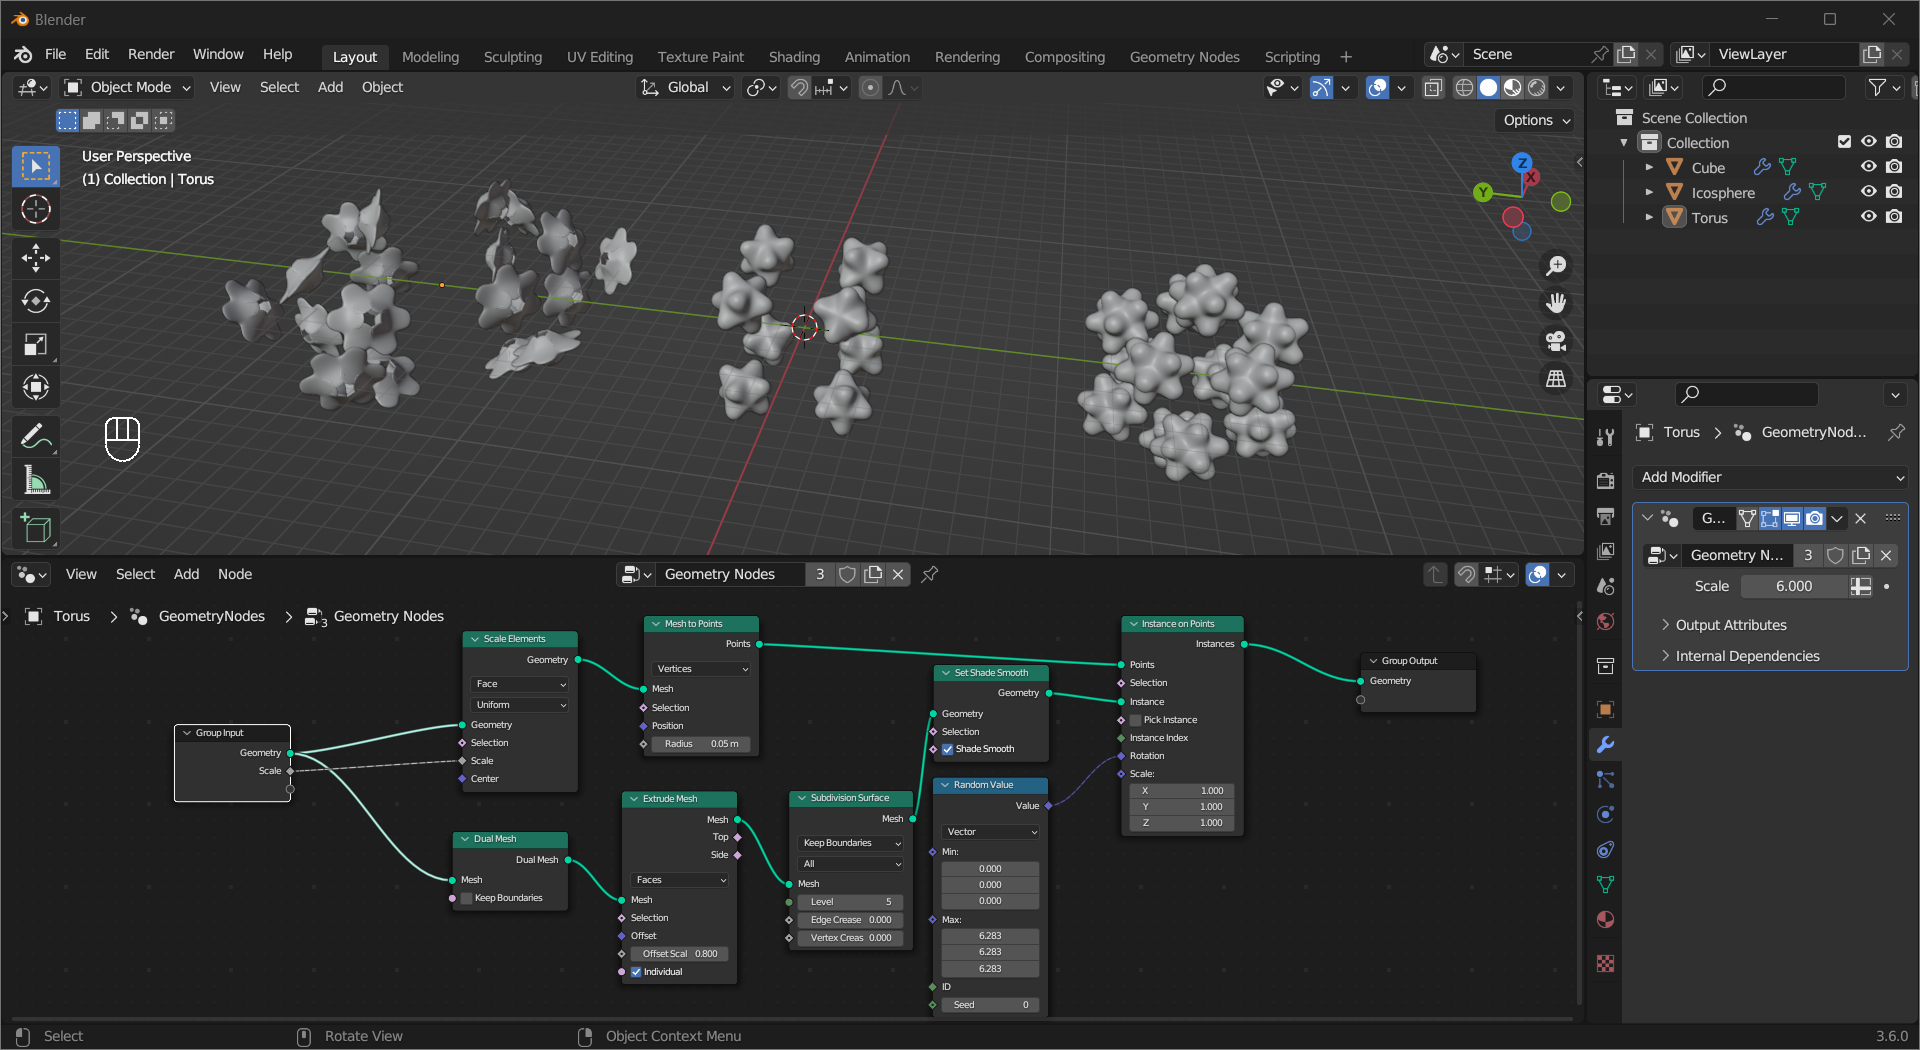 Blender
File Edit Render Window Help
Layout Modeling Sculpting UV Editing Texture Paint Shading Animation Rendering Compositing Geometry Nodes Scripting +
Scene
ViewLayer
Object Mode View Select Add Object
Global
Options
User Perspective
(1) Collection | Torus
Z
X
Y
Scene Collection
Collection
Cube
Icosphere
Torus
Torus > GeometryNod...
Add Modifier
G...
Geometry N... 3
Scale 6.000
Output Attributes
Internal Dependencies
View Select Add Node
Geometry Nodes 3
Torus > GeometryNodes > 3 Geometry Nodes
Group Input
Geometry
Scale
Scale Elements
Geometry
Face
Uniform
Geometry
Selection
Scale
Center
Dual Mesh
Dual Mesh
Mesh
Keep Boundaries
Mesh to Points
Points
Vertices
Mesh
Selection
Position
Radius 0.05 m
Extrude Mesh
Mesh
Top
Side
Faces
Mesh
Selection
Offset
Offset Scal 0.800
Individual
Subdivision Surface
Mesh
Keep Boundaries
All
Mesh
Level 5
Edge Crease 0.000
Vertex Creas 0.000
Set Shade Smooth
Geometry
Geometry
Selection
Shade Smooth
Random Value
Value
Vector
Min:
0.000
0.000
0.000
Max:
6.283
6.283
6.283
ID
Seed 0
Instance on Points
Instances
Points
Selection
Instance
Pick Instance
Instance Index
Rotation
Scale:
X 1.000
Y 1.000
Z 1.000
Group Output
Geometry
Select
Rotate View
Object Context Menu
3.6.0